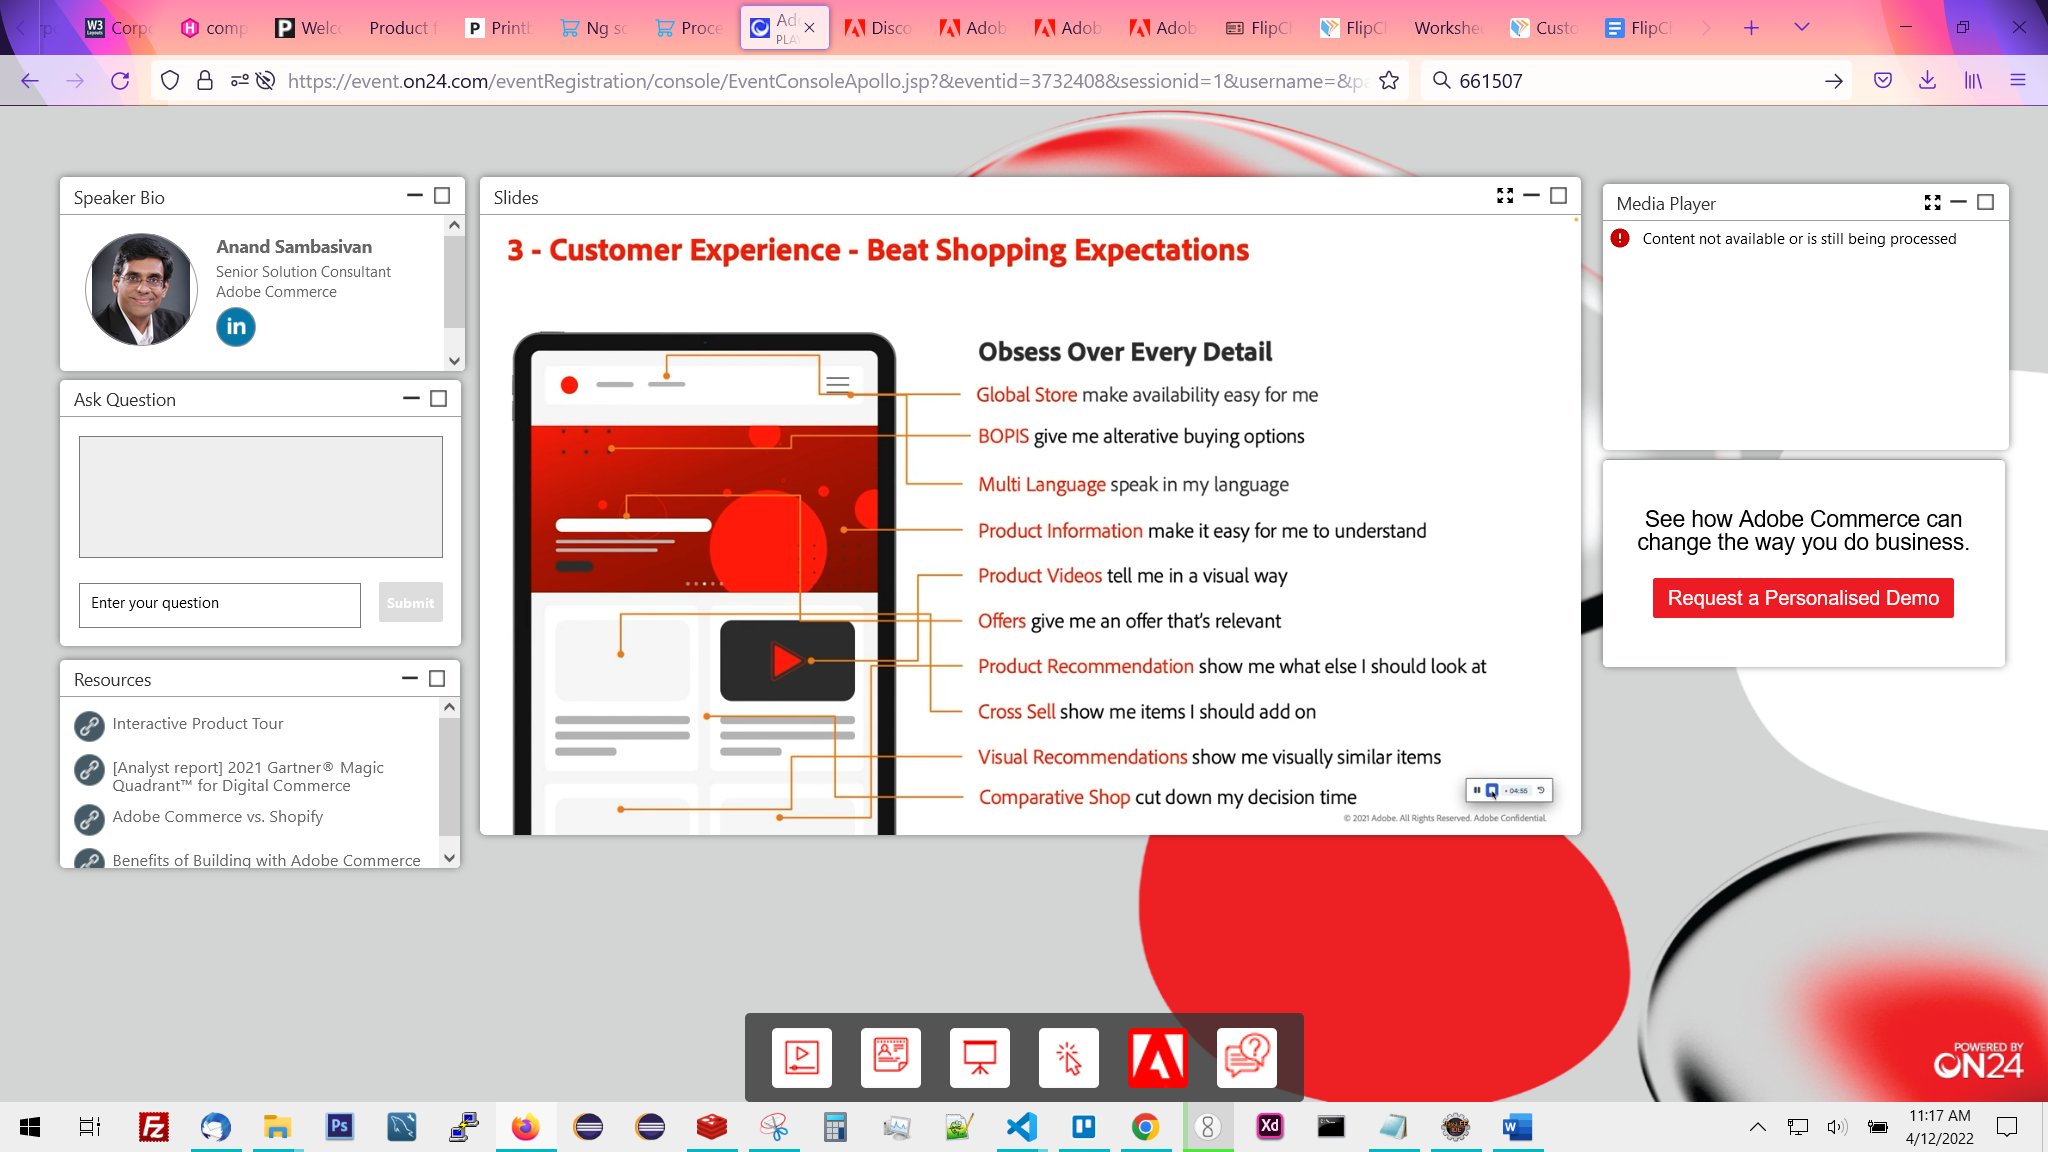 Corp
comp
Welc
Product f
Printl
Ng sc
Proce
Ad
PLAY
Disco
Adob
Adob
Adob
FlipCl
FlipCl
Workshe
Custo
FlipCl
https://event.on24.com/eventRegistration/console/EventConsoleApollo.jsp?&eventid=3732408&sessionid=1&username=&pa
661507
Speaker Bio
Anand Sambasivan
Senior Solution Consultant
Adobe Commerce
in
Ask Question
Enter your question
Submit
Resources
Interactive Product Tour
[Analyst report] 2021 Gartner® Magic
Quadrant™ for Digital Commerce
Adobe Commerce vs. Shopify
Benefits of Building with Adobe Commerce
Slides
3 - Customer Experience - Beat Shopping Expectations
Obsess Over Every Detail
Global Store make availability easy for me
BOPIS give me alterative buying options
Multi Language speak in my language
Product Information make it easy for me to understand
Product Videos tell me in a visual way
Offers give me an offer that's relevant
Product Recommendation show me what else I should look at
Cross Sell show me items I should add on
Visual Recommendations show me visually similar items
Comparative Shop cut down my decision time
04:55
© 2021 Adobe. All Rights Reserved. Adobe Confidential.
Media Player
Content not available or is still being processed
See how Adobe Commerce can
change the way you do business.
Request a Personalised Demo
POWERED BY
ON24
11:17 AM
4/12/2022